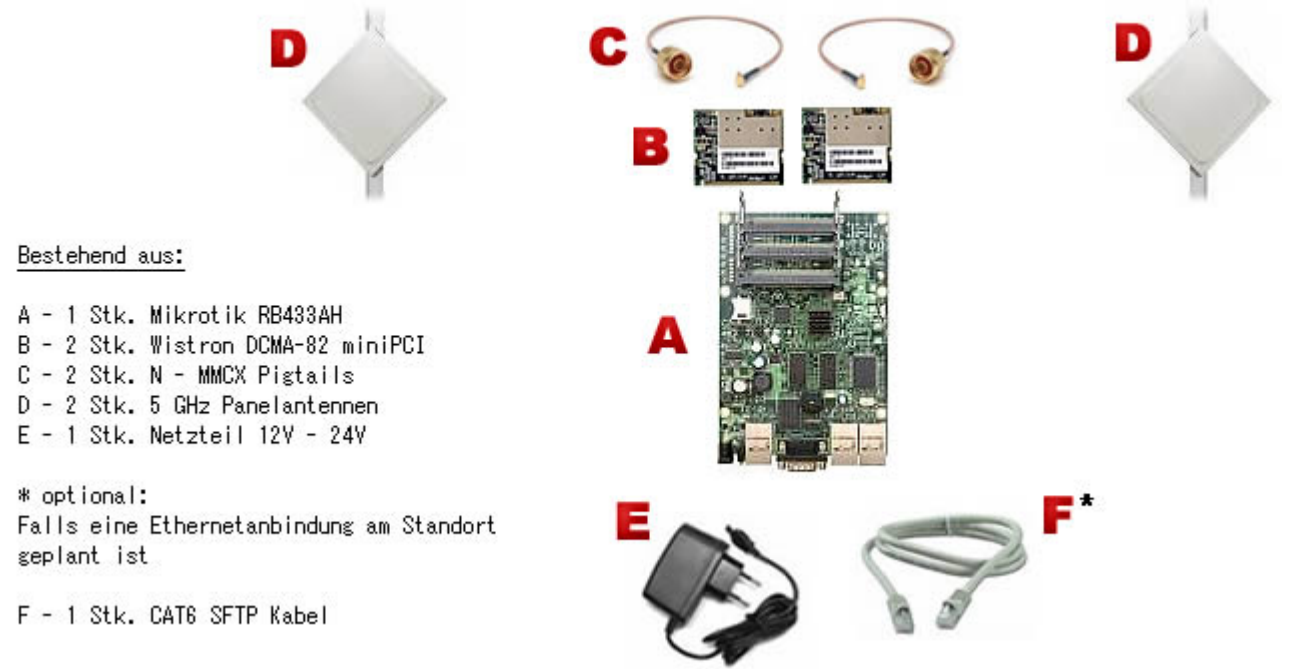 D
C
D
B
Bestehend aus:
A - 1 Stk. Mikrotik RB433AH
B - 2 Stk. Wistron DCMA-82 miniPCI
C - 2 Stk. N - MMCX Pigtails
D - 2 Stk. 5 GHz Panelantennen
E - 1 Stk. Netzteil 12V - 24V
A
* optional:
Falls eine Ethernetanbindung am Standort
geplant ist
E
F*
F - 1 Stk. CAT6 SFTP Kabel